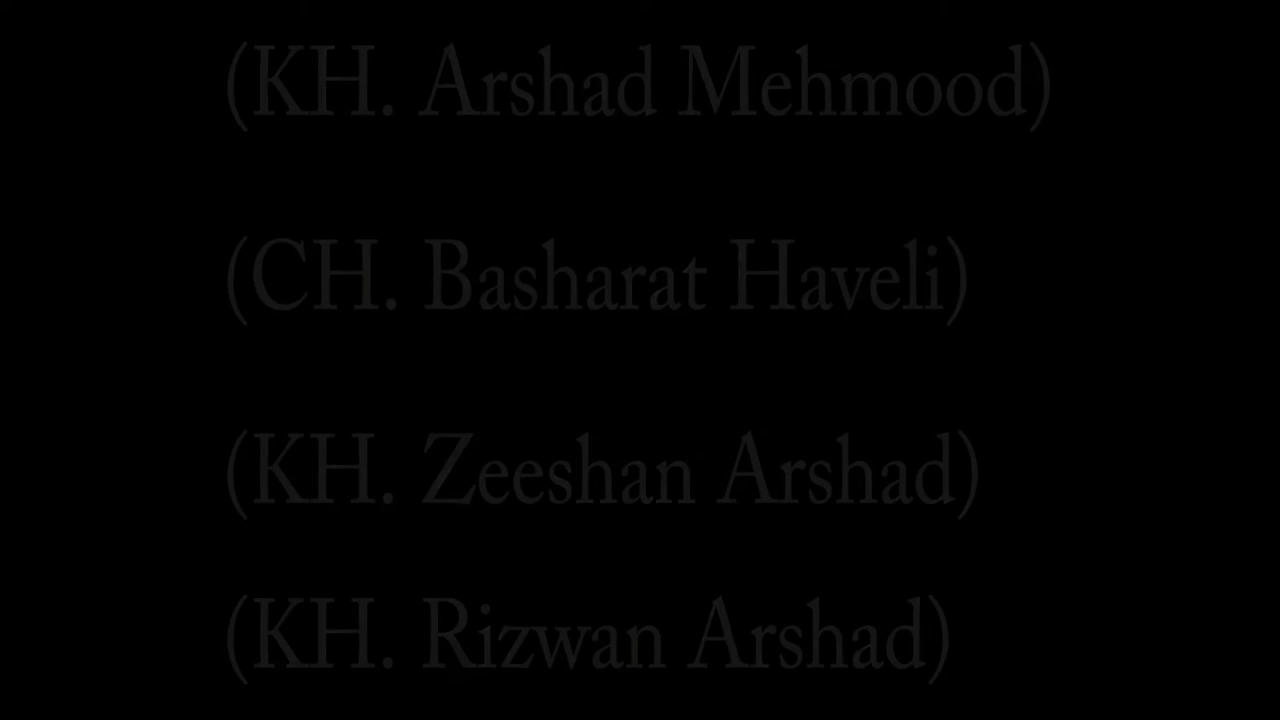 (KH. Arshad Mehmood)
(CH. Basharat Haveli)
(KH. Zeeshan Arshad)
(KH. Rizwan Arshad)